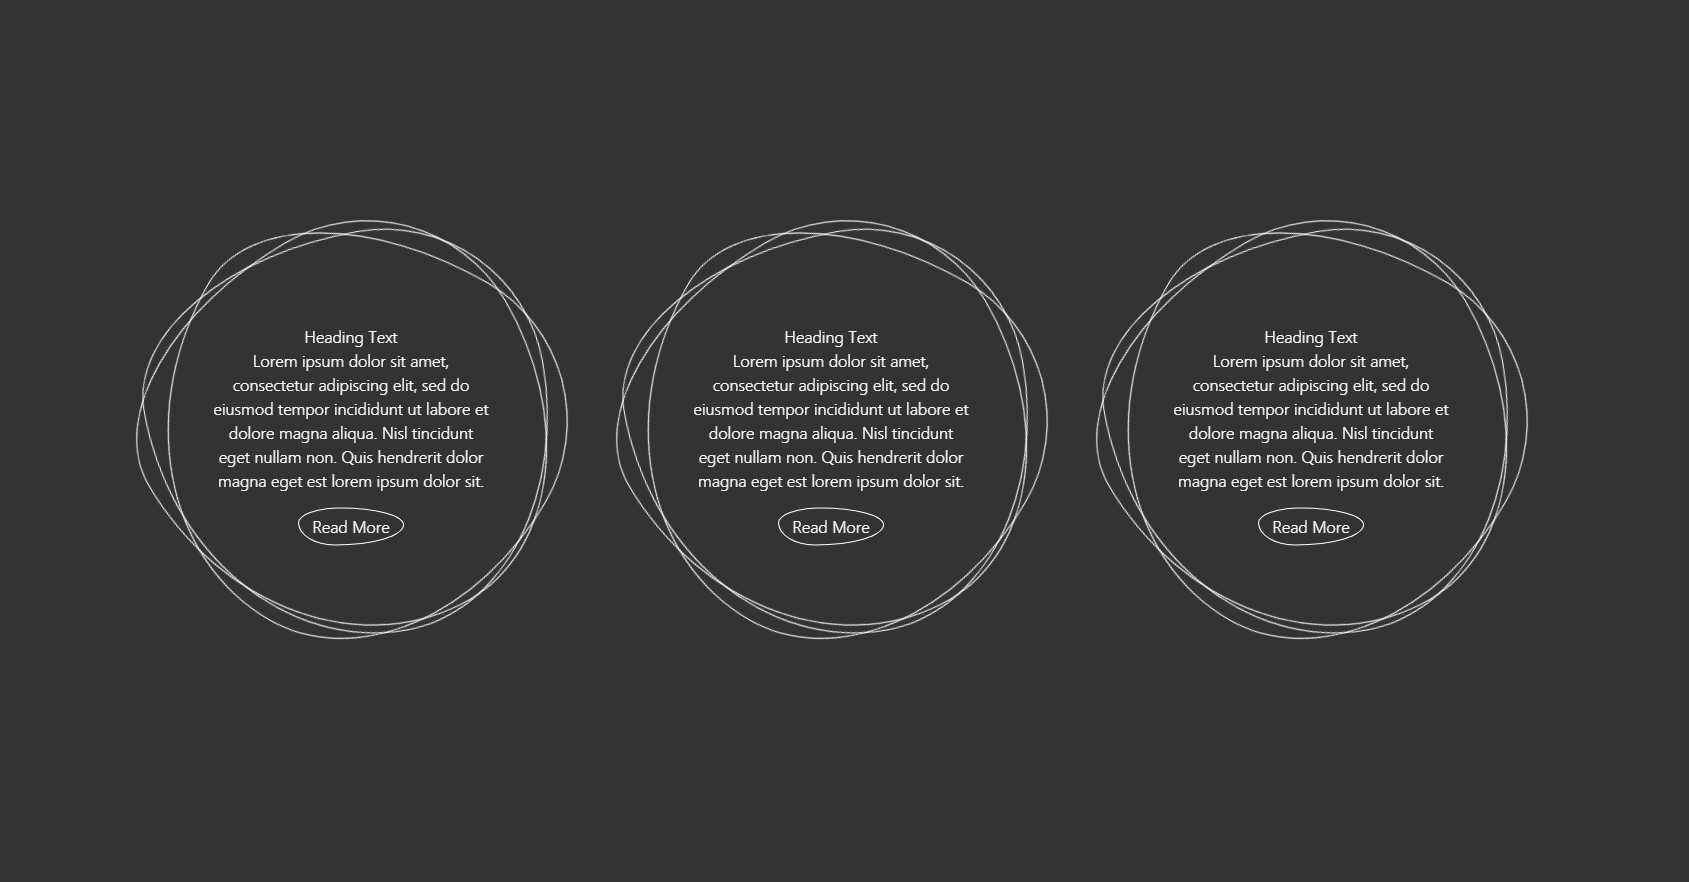 Heading Text
Lorem ipsum dolor sit amet,
consectetur adipiscing elit, sed do
eiusmod tempor incididunt ut labore et
dolore magna aliqua. Nisl tincidunt
eget nullam non. Quis hendrerit dolor
magna eget est lorem ipsum dolor sit.
Read More
Heading Text
Lorem ipsum dolor sit amet,
consectetur adipiscing elit, sed do
eiusmod tempor incididunt ut labore et
dolore magna aliqua. Nisl tincidunt
eget nullam non. Quis hendrerit dolor
magna eget est lorem ipsum dolor sit.
Read More
Heading Text
Lorem ipsum dolor sit amet,
consectetur adipiscing elit, sed do
eiusmod tempor incididunt ut labore et
dolore magna aliqua. Nisl tincidunt
eget nullam non. Quis hendrerit dolor
magna eget est lorem ipsum dolor sit.
Read More